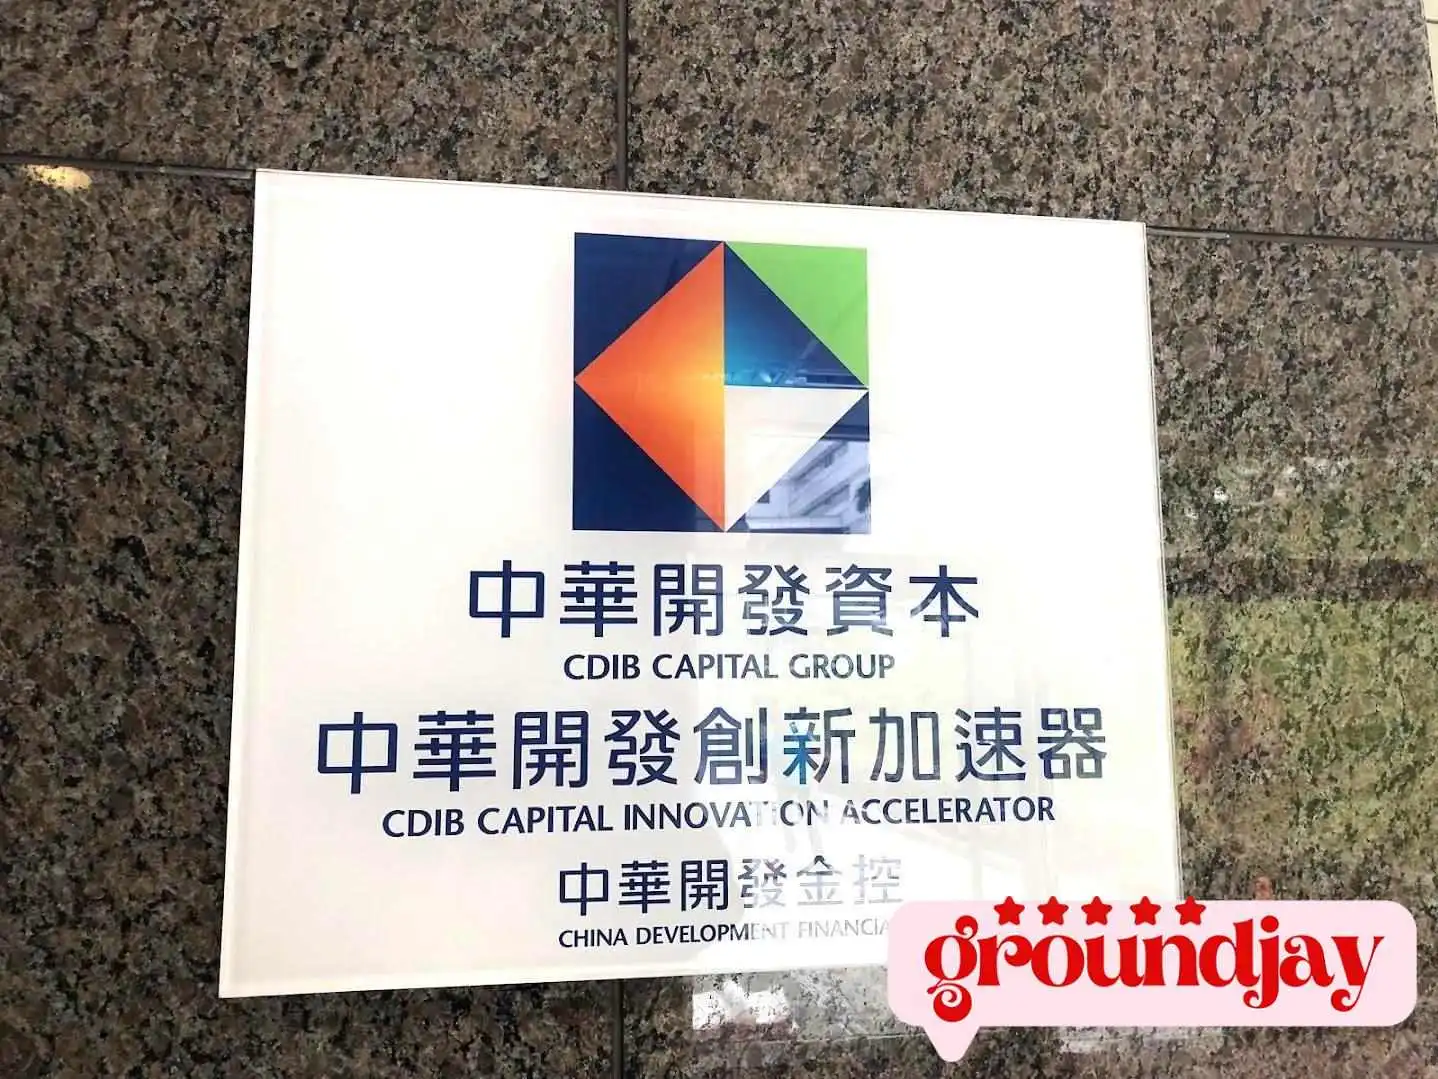 中華開發資本
CDIB CAPITAL GROUP
中華開發創新加速器
CDIB CAPITAL INNOVATION ACCELERATOR
中華開發金控
CHINA DEVELOPMENT FINANCIAL
groundjay